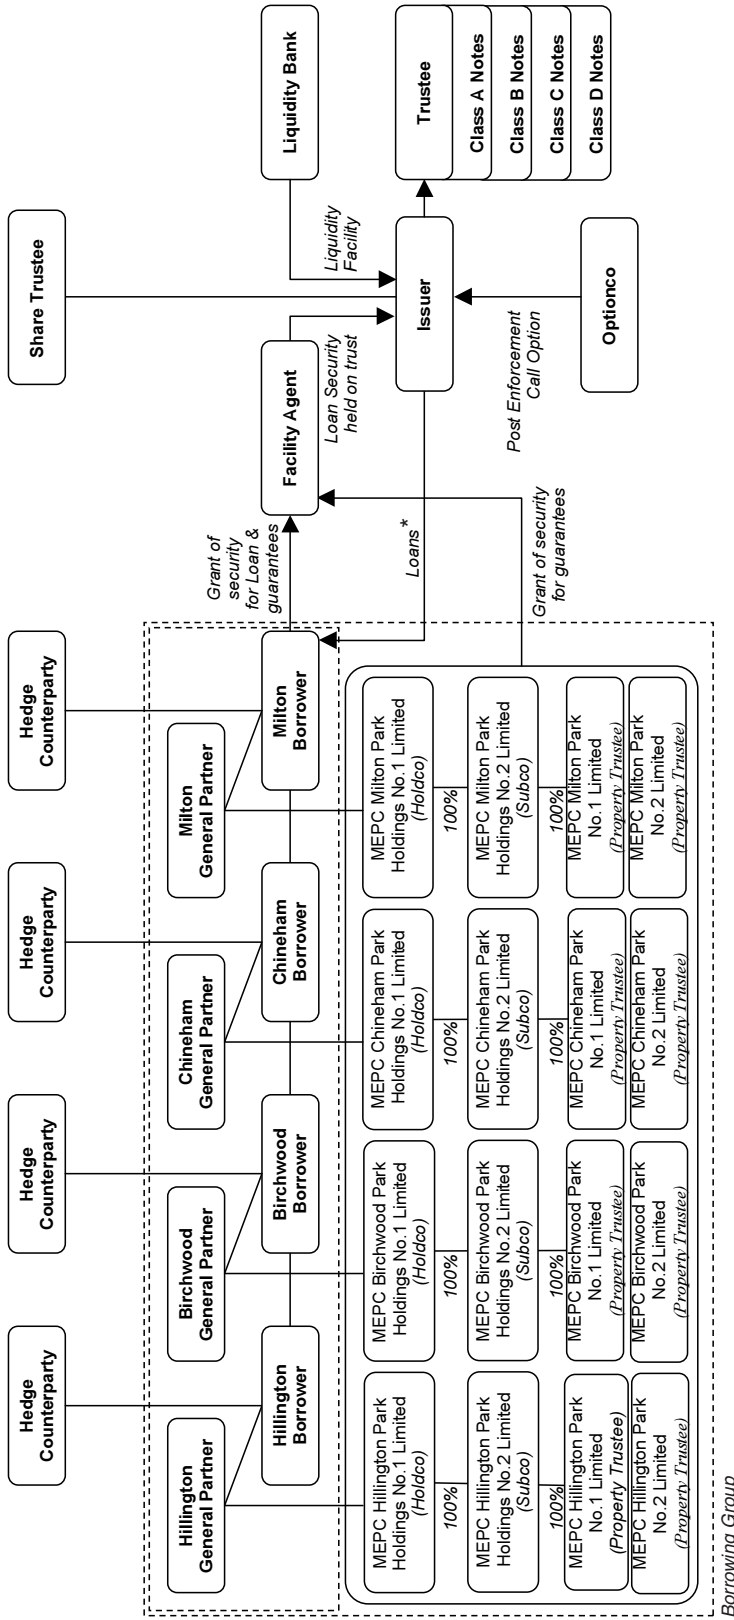 Hedge
Counterparty
Hedge
Counterparty
Hedge
Counterparty
Hedge
Counterparty
Share Trustee
Hillington
General Partner
Birchwood
General Partner
Chineham
General Partner
Milton
General Partner
Hillington
Borrower
Birchwood
Borrower
Chineham
Borrower
Milton
Borrower
Grant of
security
for Loan &
guarantees
Facility Agent
Liquidity Bank
Loan Security
held on trust
Liquidity
Facility
Loans*
Issuer
Trustee
Class A Notes
Class B Notes
Class C Notes
Class D Notes
Post Enforcement
Call Option
Optionco
Grant of security
for guarantees
MEPC Hillington Park
Holdings No.1 Limited
(Holdco)
MEPC Birchwood Park
Holdings No.1 Limited
(Holdco)
MEPC Chineham Park
Holdings No.1 Limited
(Holdco)
MEPC Milton Park
Holdings No.1 Limited
(Holdco)
100%
100%
100%
100%
MEPC Hillington Park
Holdings No.2 Limited
(Subco)
MEPC Birchwood Park
Holdings No.2 Limited
(Subco)
MEPC Chineham Park
Holdings No.2 Limited
(Subco)
MEPC Milton Park
Holdings No.2 Limited
(Subco)
100%
100%
100%
100%
MEPC Hillington Park
No.1 Limited
(Property Trustee)
MEPC Birchwood Park
No.1 Limited
(Property Trustee)
MEPC Chineham Park
No.1 Limited
(Property Trustee)
MEPC Milton Park
No.1 Limited
(Property Trustee)
MEPC Hillington Park
No.2 Limited
(Property Trustee)
MEPC Birchwood Park
No.2 Limited
(Property Trustee)
MEPC Chineham Park
No.2 Limited
(Property Trustee)
MEPC Milton Park
No.2 Limited
(Property Trustee)
Borrowing Group